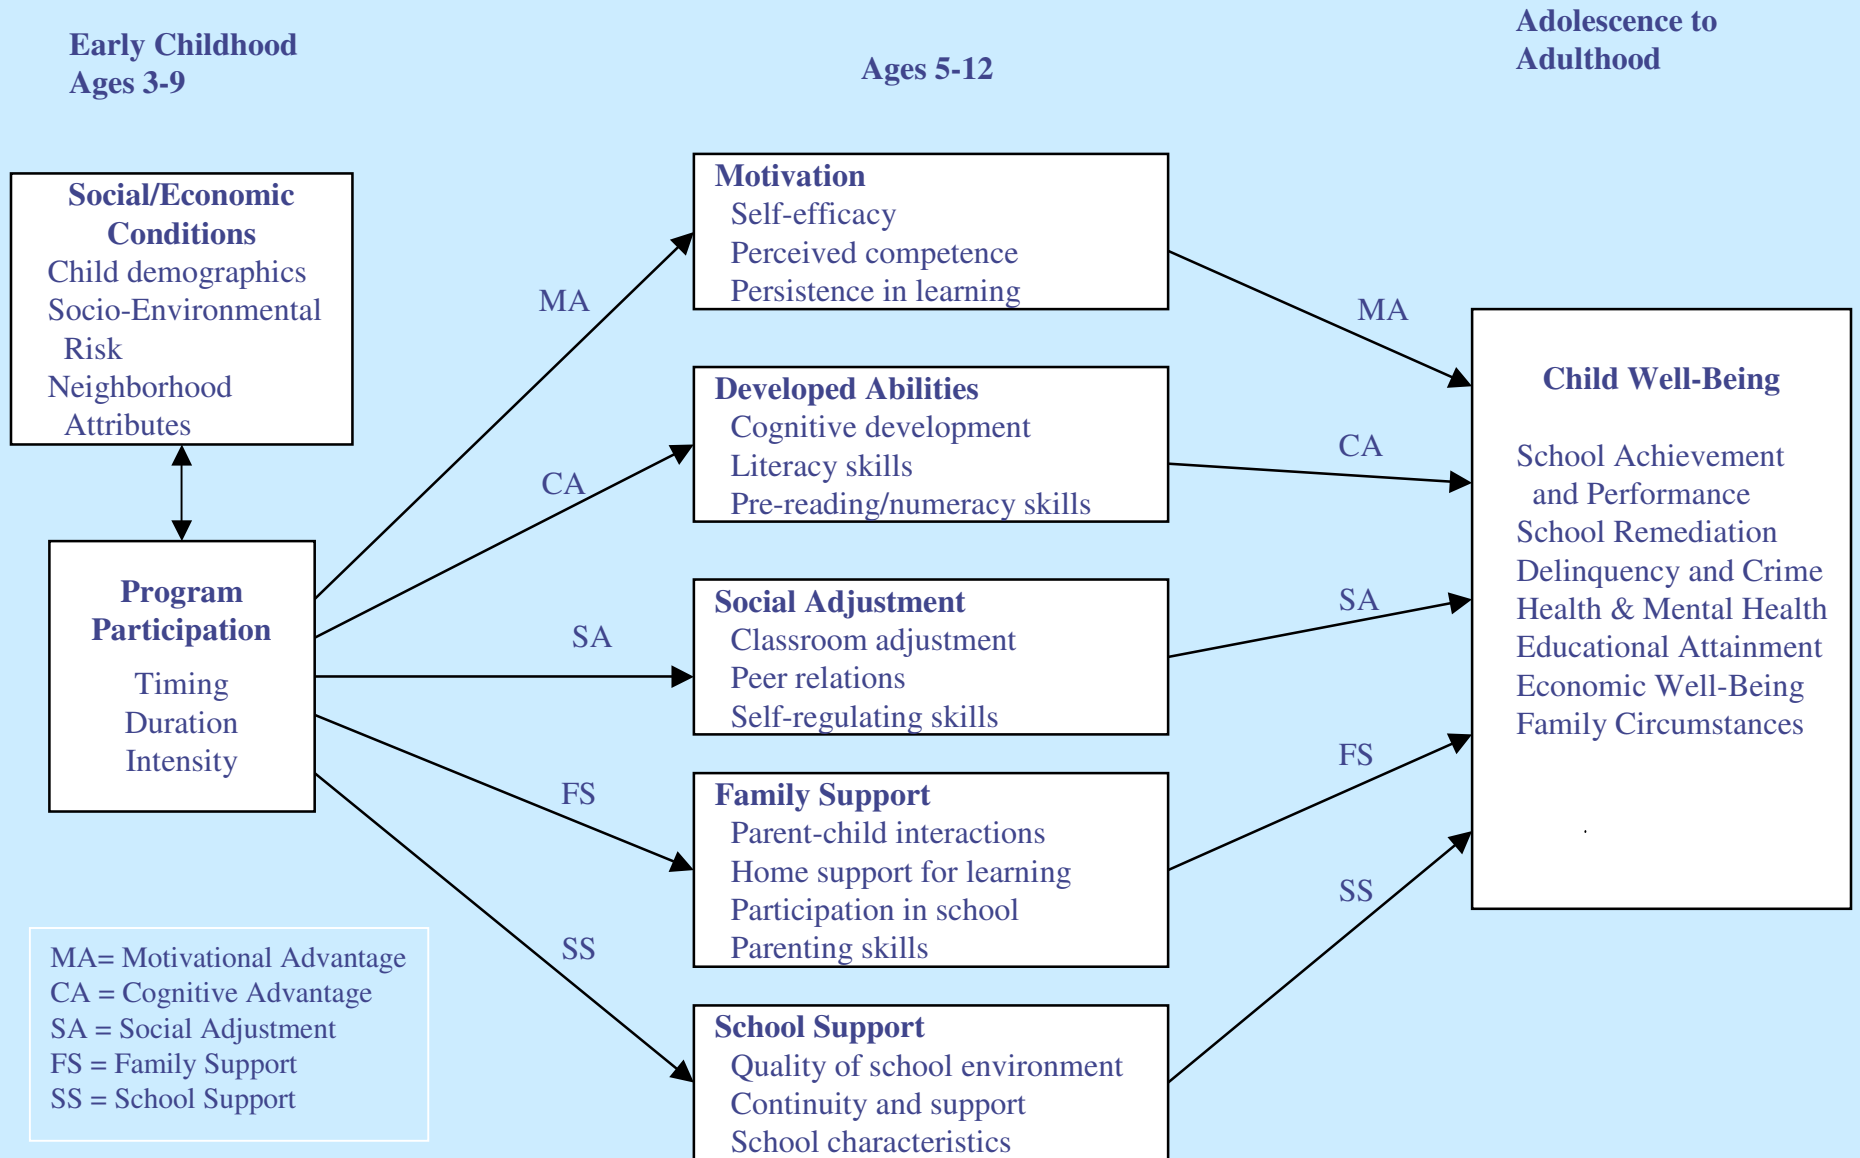 Early Childhood
Ages 3-9
Ages 5-12
Adolescence to
Adulthood
Social/Economic
Conditions
Child demographics
Socio-Environmental
Risk
Neighborhood
Attributes
Program
Participation
Timing
Duration
Intensity
MA
CA
SA
FS
SS
Motivation
Self-efficacy
Perceived competence
Persistence in learning
Developed Abilities
Cognitive development
Literacy skills
Pre-reading/numeracy skills
Social Adjustment
Classroom adjustment
Peer relations
Self-regulating skills
Family Support
Parent-child interactions
Home support for learning
Participation in school
Parenting skills
School Support
Quality of school environment
Continuity and support
School characteristics
MA
CA
SA
FS
SS
Child Well-Being
School Achievement
and Performance
School Remediation
Delinquency and Crime
Health & Mental Health
Educational Attainment
Economic Well-Being
Family Circumstances
.
MA= Motivational Advantage
CA = Cognitive Advantage
SA = Social Adjustment
FS = Family Support
SS = School Support